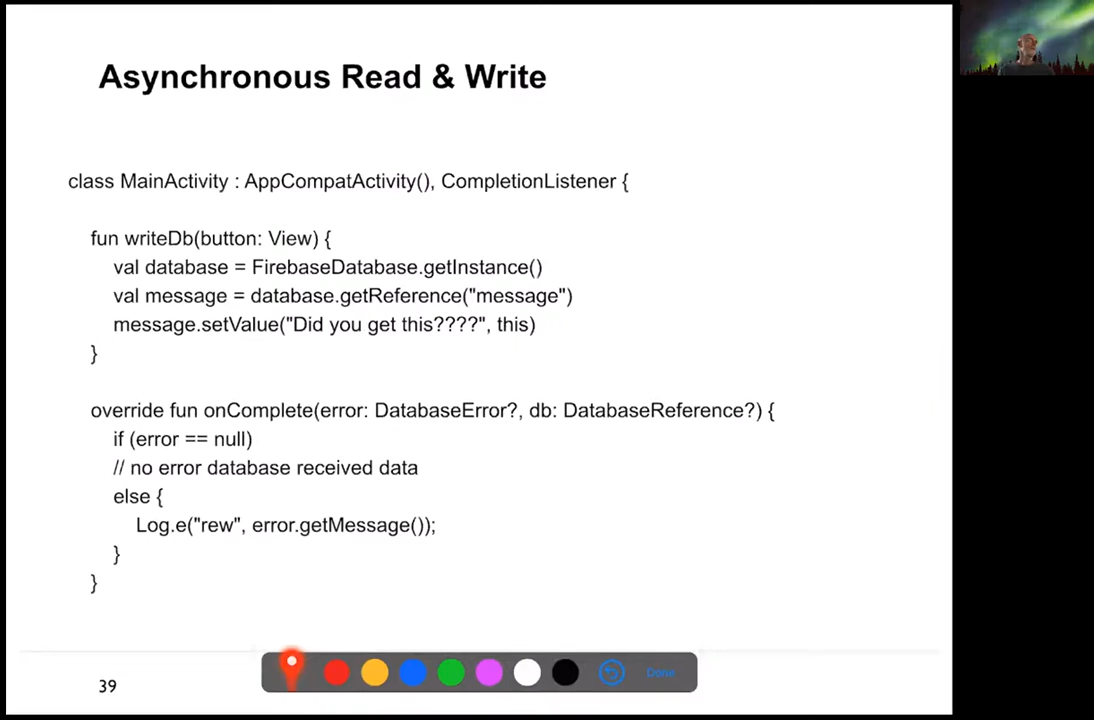 Asynchronous Read & Write
class MainActivity : AppCompatActivity(), CompletionListener {
fun writeDb(button: View) {
val database = FirebaseDatabase.getInstance()
val message = database.getReference("message")
message.setValue("Did you get this????", this)
}
override fun onComplete(error: DatabaseError?, db: DatabaseReference?) {
if (error == null)
// no error database received data
else {
Log.e("rew", error.getMessage());
}
}
Done
39